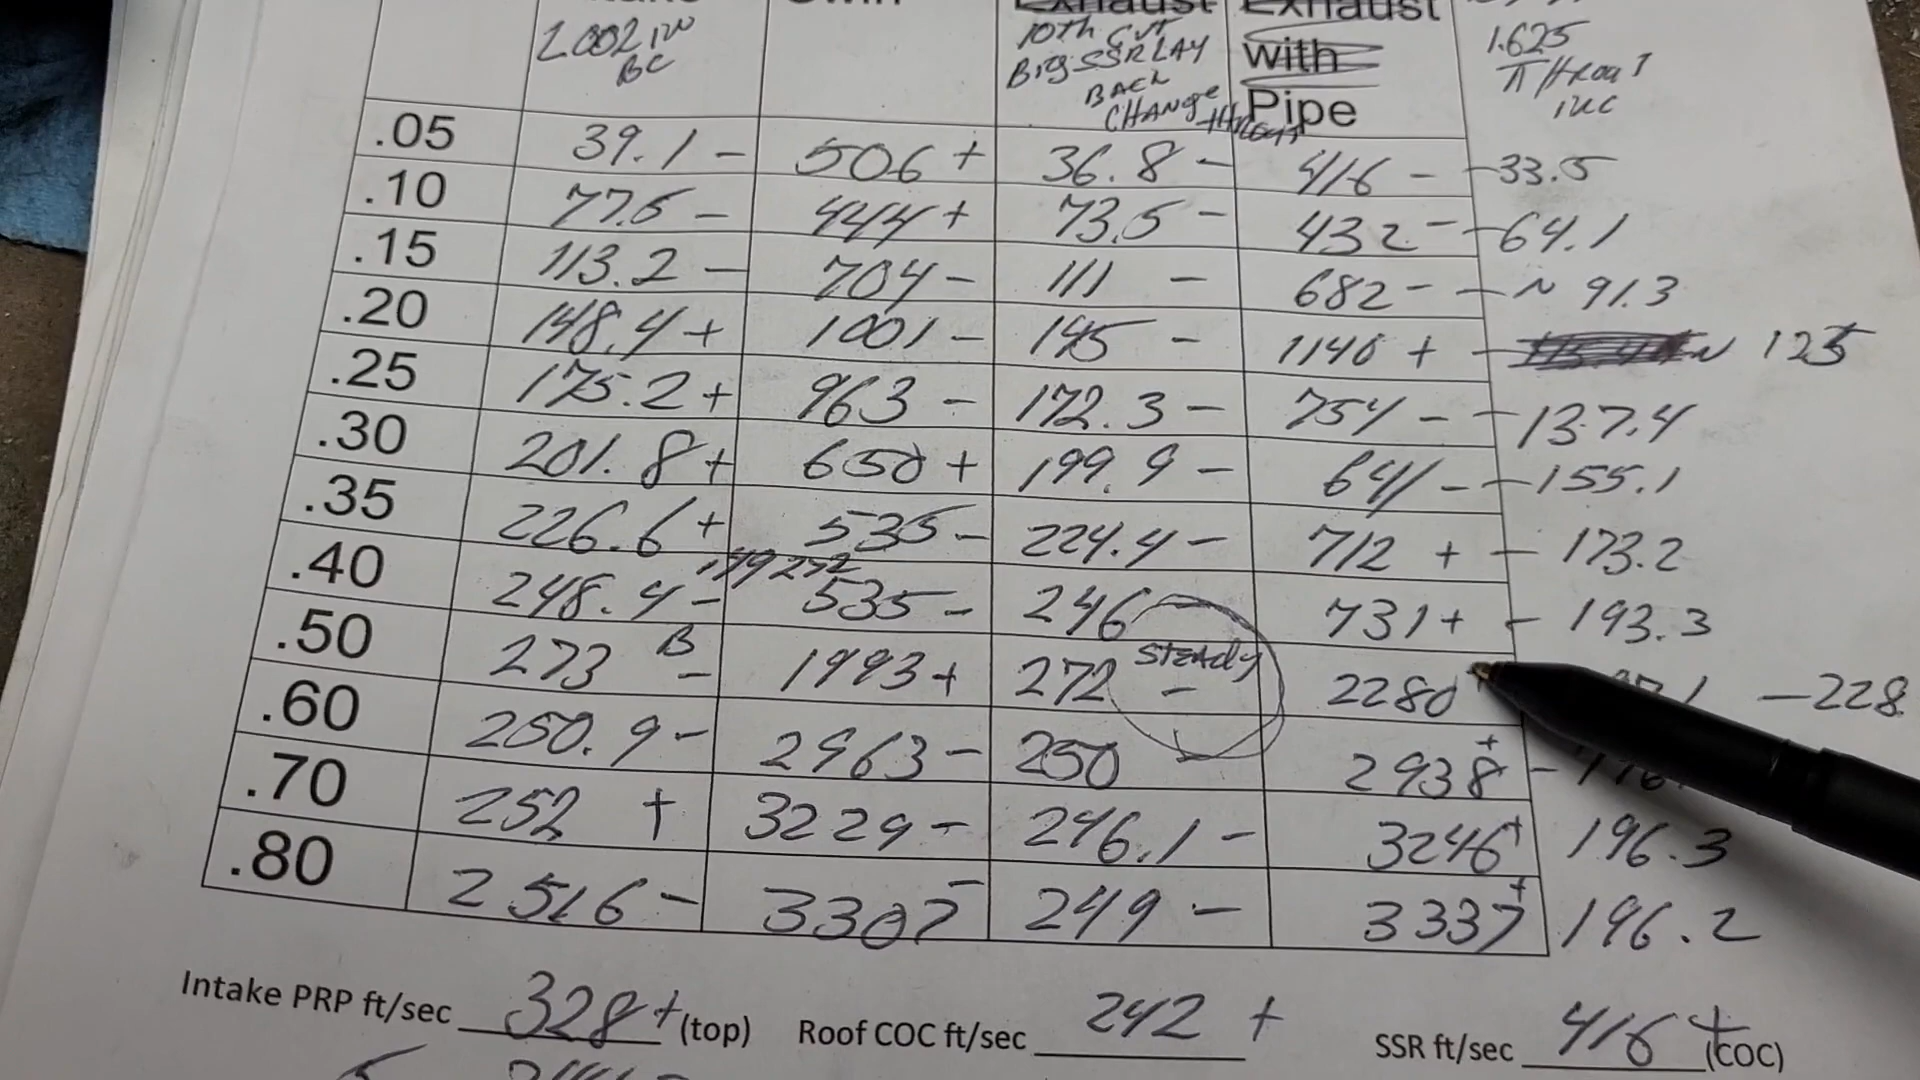 2.002 IN
BC
10th CUT
BIG SSR LAY
BACK
CHANGE throat
Exhaust
with
Pipe
1.625
throat
.05 39.1 - 506 + 36.8 - 416 - -33.5
.10 77.5 - 444 + 73.5 - 432 - -64.1
.15 113.2 - 704 - 111 - 682 - -~ 91.3
.20 148.4 + 1001 - 145 - 1146 + - ~ 125
.25 175.2 + 963 - 172.3 - 754 - -137.4
.30 201.8 + 650 + 199.9 - 641 - -155.1
.35 226.6 + 535 - 224.4 - 712 + - 173.2
.40 248.4 - 535 - 246 731 + - 193.3
.50 273 B - 1993 + 272 - STEADY 2280 + - 228
.60 250.9 - 2963 - 250 2938 +
.70 252 + 3229 - 246.1 - 3246 + 196.3
.80 251.6 - 3307 - 249 - 3337 + 196.2
Intake PRP ft/sec 328 + (top) Roof COC ft/sec 242 + SSR ft/sec 416 + (COC)